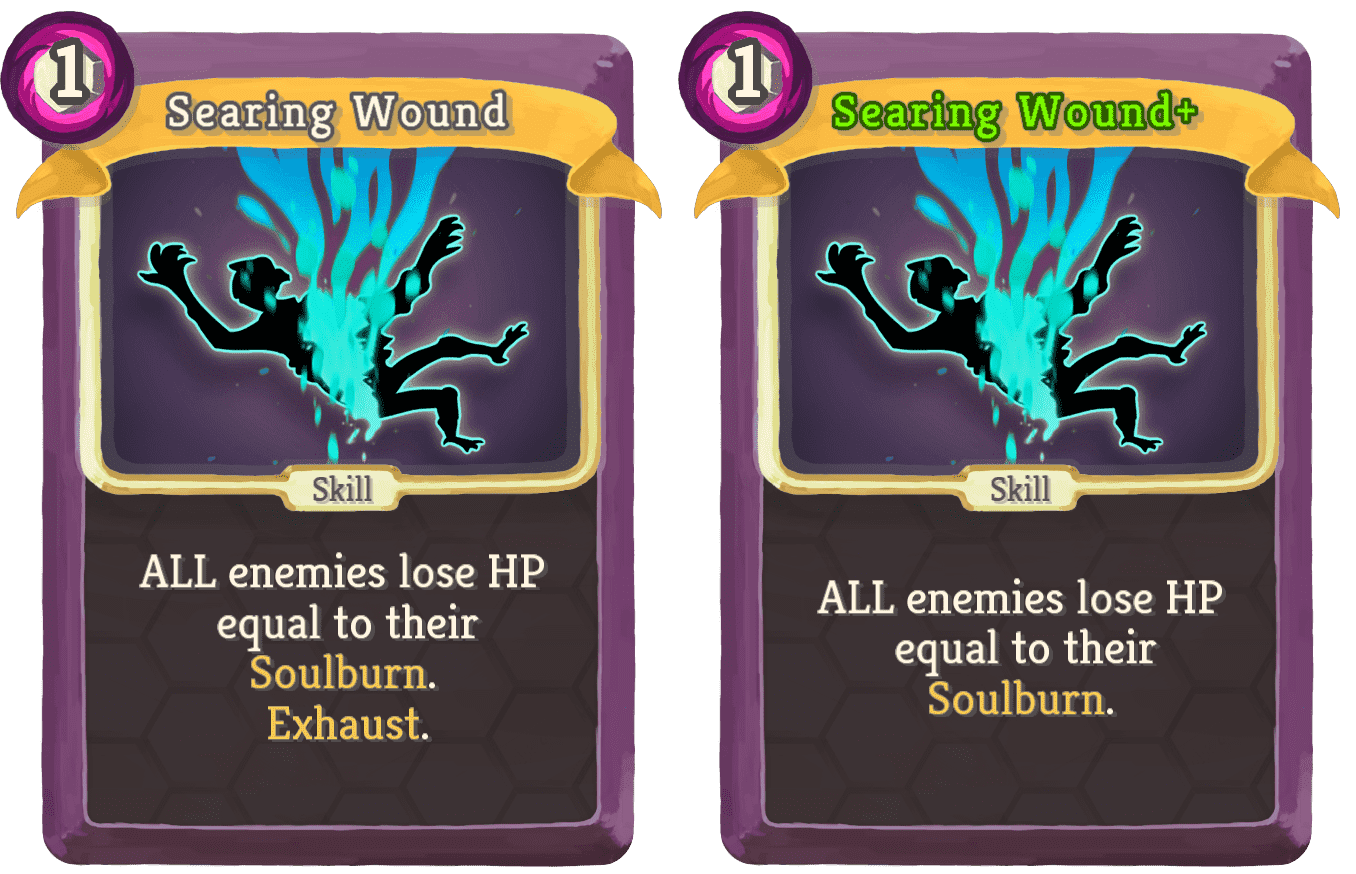 1
Searing Wound
Skill
ALL enemies lose HP
equal to their
Soulburn.
Exhaust.
1
Searing Wound+
Skill
ALL enemies lose HP
equal to their
Soulburn.